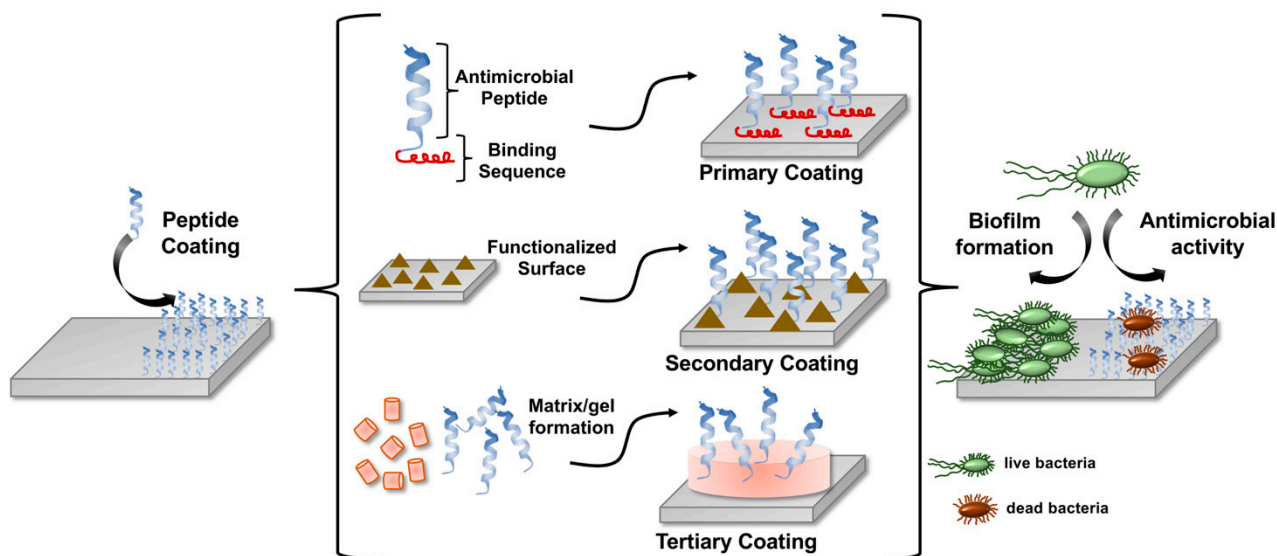 Peptide
Coating
Antimicrobial
Peptide
Binding
Sequence
Primary Coating
Functionalized
Surface
Secondary Coating
Matrix/gel
formation
Tertiary Coating
Biofilm
formation
Antimicrobial
activity
live bacteria
dead bacteria